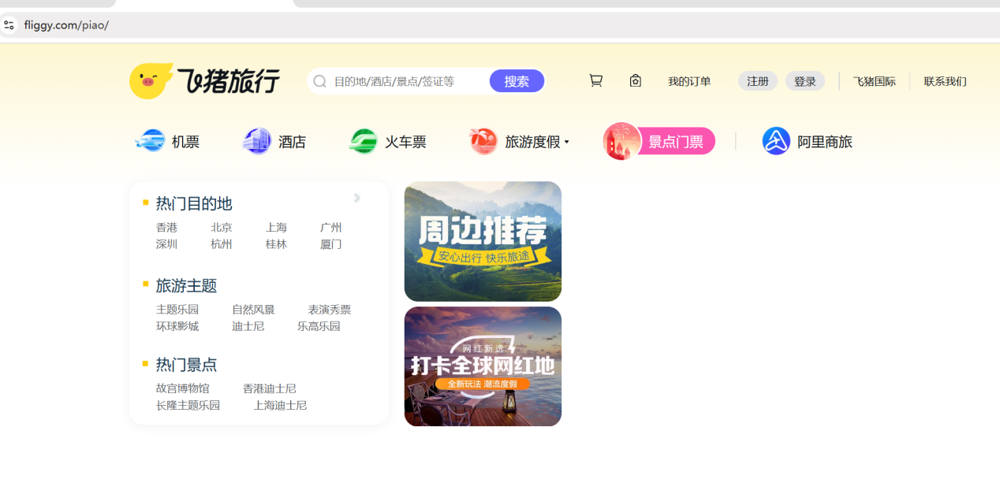 fliggy.com/piao/
飞猪旅行
目的地/酒店/景点/签证等
搜索
我的订单
注册
登录
飞猪国际
联系我们
机票
酒店
火车票
旅游度假
景点门票
阿里商旅
热门目的地
香港 北京 上海 广州
深圳 杭州 桂林 厦门
旅游主题
主题乐园 自然风景 表演秀票
环球影城 迪士尼 乐高乐园
热门景点
故宫博物馆 香港迪士尼
长隆主题乐园 上海迪士尼
周边推荐
安心出行 快乐旅途
网红新选
打卡全球网红地
全新玩法 潮流度假